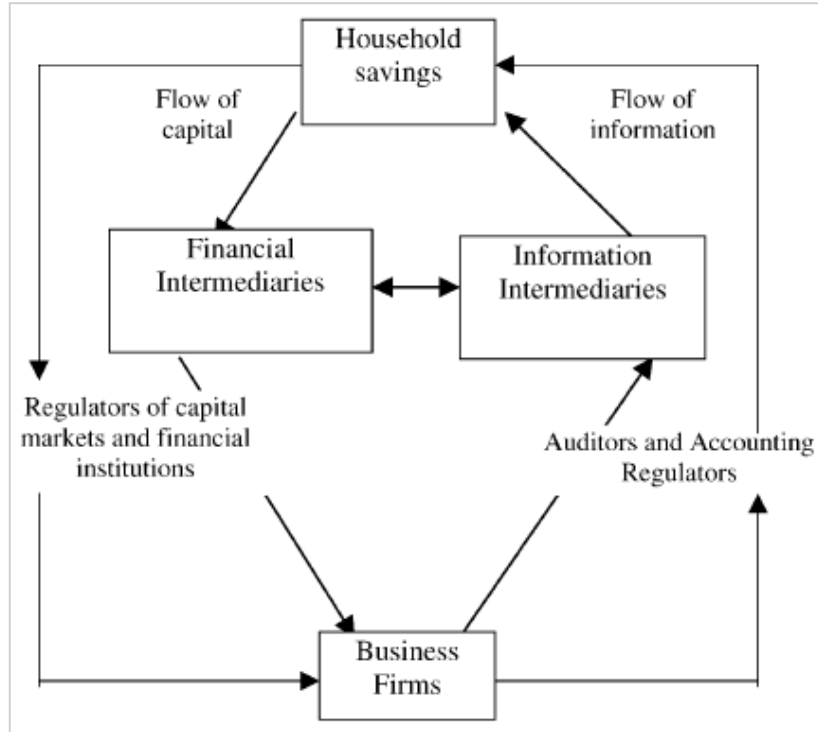 Household
savings
Flow of
capital
Flow of
information
Financial
Intermediaries
Information
Intermediaries
Regulators of capital
markets and financial
institutions
Auditors and Accounting
Regulators
Business
Firms